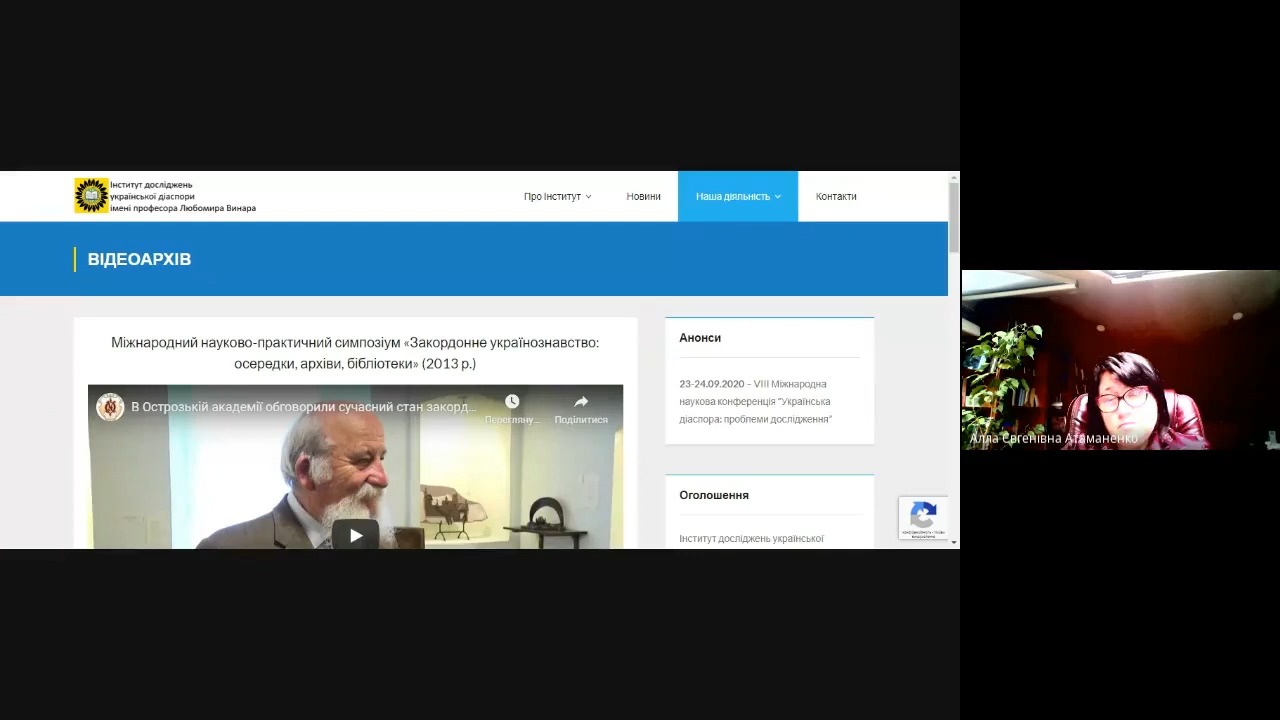 Інститут досліджень
української діаспори
імені професора Любомира Винара
Про Інститут
Новини
Наша діяльність
Контакти
ВІДЕОАРХІВ
Міжнародний науково-практичний симпозіум «Закордонне українознавство:
осередки, архіви, бібліотеки» (2013 р.)
В Острозькій академії обговорили сучасний стан закорд...
Перегляну...
Поділитися
Анонси
23-24.09.2020 – VIII Міжнародна
наукова конференція "Українська
діаспора: проблеми дослідження"
Оголошення
Інститут досліджень української
Алла Євгенівна Атаманенко